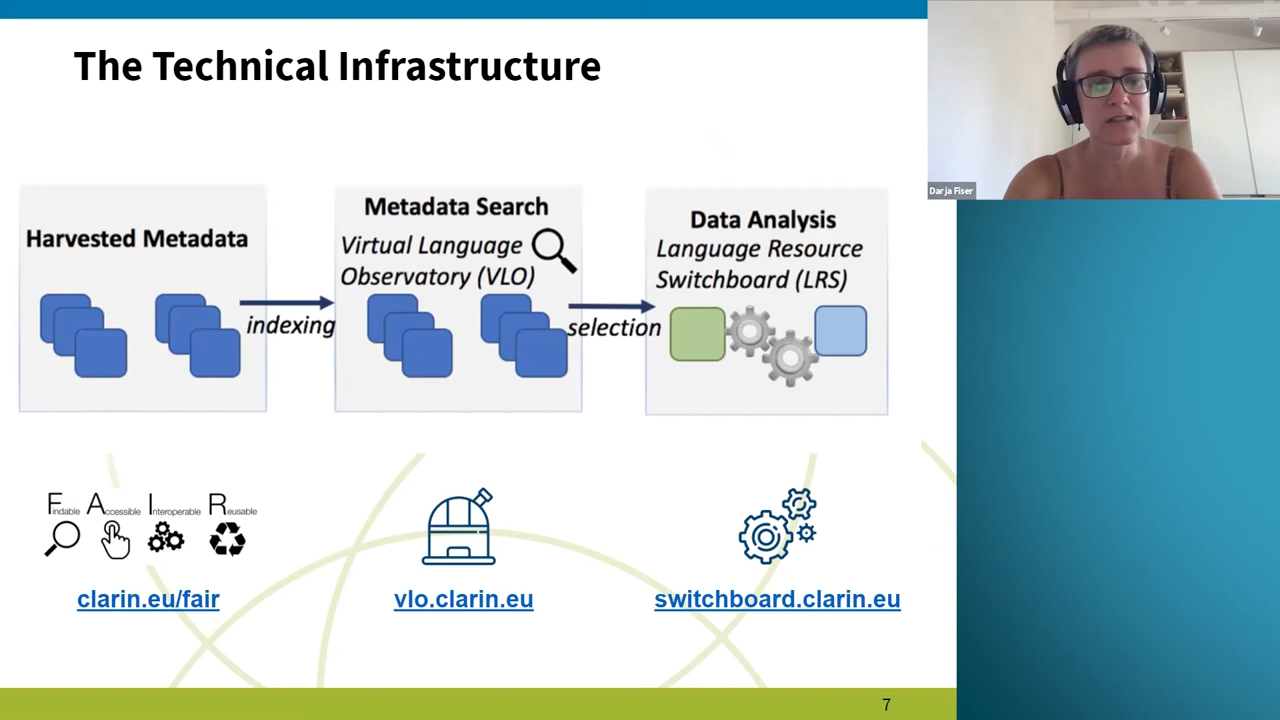 The Technical Infrastructure
Darja Fiser
Harvested Metadata
indexing
Metadata Search
Virtual Language
Observatory (VLO)
selection
Data Analysis
Language Resource
Switchboard (LRS)
Findable Accessible Interoperable Reusable
clarin.eu/fair
vlo.clarin.eu
switchboard.clarin.eu
7